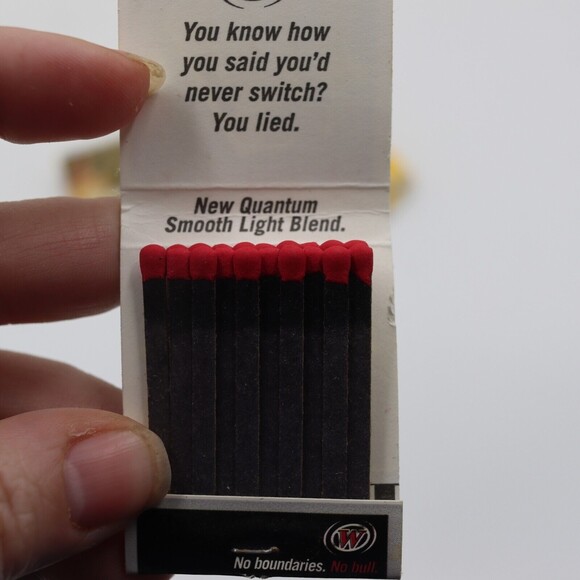 You know how
you said you'd
never switch?
You lied.
New Quantum
Smooth Light Blend.
W
No boundaries. No bull.